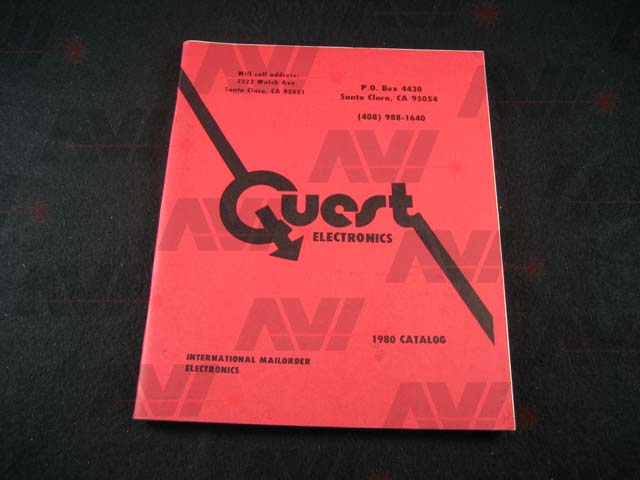 Will call address:
2322 Walsh Ave.
Santa Clara, CA 95051
P.O. Box 4430
Santa Clara, CA 95054
(408) 988-1640
Quest
ELECTRONICS
1980 CATALOG
INTERNATIONAL MAILORDER
ELECTRONICS
AVI